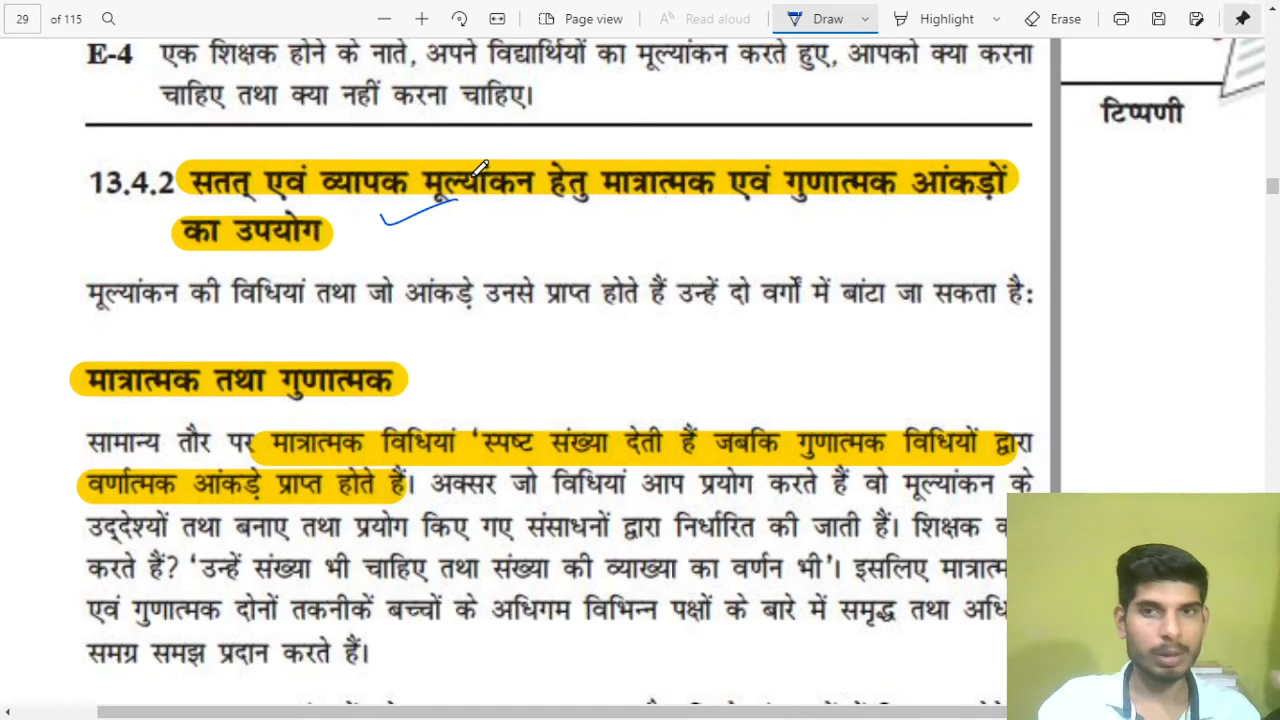 29 of 115
Page view
Read aloud
Draw
Highlight
Erase
E-4 एक शिक्षक होने के नाते, अपने विद्यार्थियों का मूल्यांकन करते हुए, आपको क्या करना
चाहिए तथा क्या नहीं करना चाहिए।
टिप्पणी
13.4.2 सतत् एवं व्यापक मूल्यांकन हेतु मात्रात्मक एवं गुणात्मक आंकड़ों
का उपयोग
मूल्यांकन की विधियां तथा जो आंकड़े उनसे प्राप्त होते हैं उन्हें दो वर्गों में बांटा जा सकता है:
मात्रात्मक तथा गुणात्मक
सामान्य तौर पर मात्रात्मक विधियां ‘स्पष्ट संख्या देती हैं जबकि गुणात्मक विधियों द्वारा
वर्णात्मक आंकड़े प्राप्त होते हैं। अक्सर जो विधियां आप प्रयोग करते हैं वो मूल्यांकन के
उद्देश्यों तथा बनाए तथा प्रयोग किए गए संसाधनों द्वारा निर्धारित की जाती हैं। शिक्षक
करते हैं? ‘उन्हें संख्या भी चाहिए तथा संख्या की व्याख्या का वर्णन भी’। इसलिए
एवं गुणात्मक दोनों तकनीकें बच्चों के अधिगम विभिन्न पक्षों के बारे में समृद्ध तथा
समग्र समझ प्रदान करते हैं।